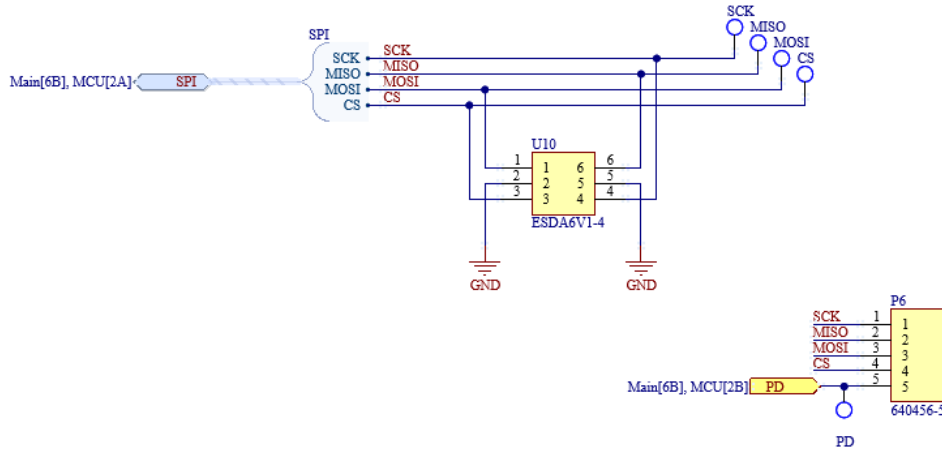 SCK
MISO
MOSI
CS
SPI
SCK SCK
MISO MISO
MOSI MOSI
CS CS
Main[6B], MCU[2A] SPI
U10
1 1 6 6
2 2 5 5
3 3 4 4
ESDA6V1-4
GND GND
P6
SCK 1 1
MISO 2 2
MOSI 3 3
CS 4 4
Main[6B], MCU[2B] PD 5 5
640456-5
PD